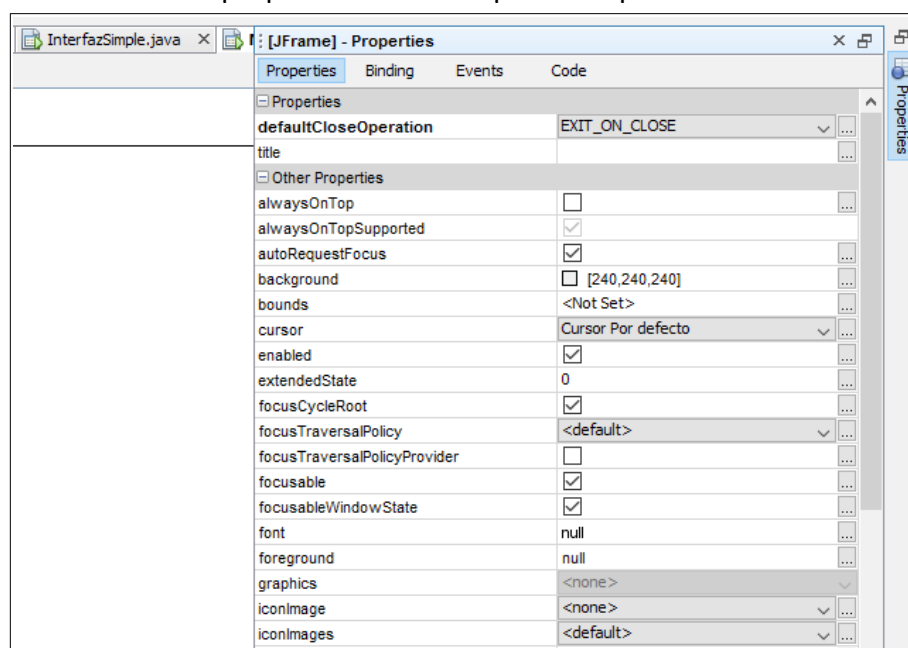 InterfazSimple.java
[JFrame] - Properties
Properties Binding Events Code
Properties
Properties
defaultCloseOperation EXIT_ON_CLOSE ...
title ...
Other Properties
alwaysOnTop ...
alwaysOnTopSupported
autoRequestFocus ...
background [240,240,240] ...
bounds <Not Set> ...
cursor Cursor Por defecto ...
enabled ...
extendedState 0 ...
focusCycleRoot ...
focusTraversalPolicy <default> ...
focusTraversalPolicyProvider ...
focusable ...
focusableWindowState ...
font null ...
foreground null ...
graphics <none>
iconImage <none> ...
iconImages <default> ...